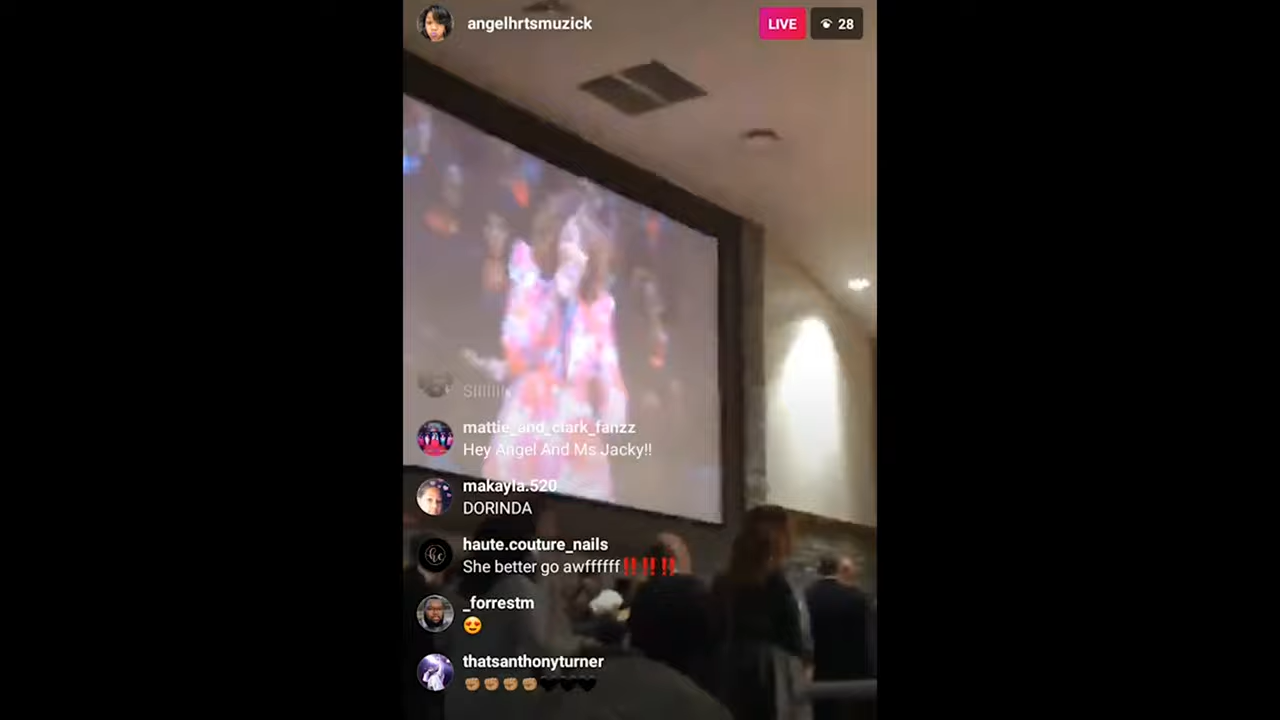 angelhrtsmuzick
LIVE
28
mattie_and_clark_fanzz
Hey Angel And Ms Jacky!!
makayla.520
DORINDA
haute.couture_nails
She better go awffffff‼️‼️‼️
_forrestm
😍
thatsanthonyturner
✊🏽✊🏽✊🏽✊🏽🖤🖤🖤